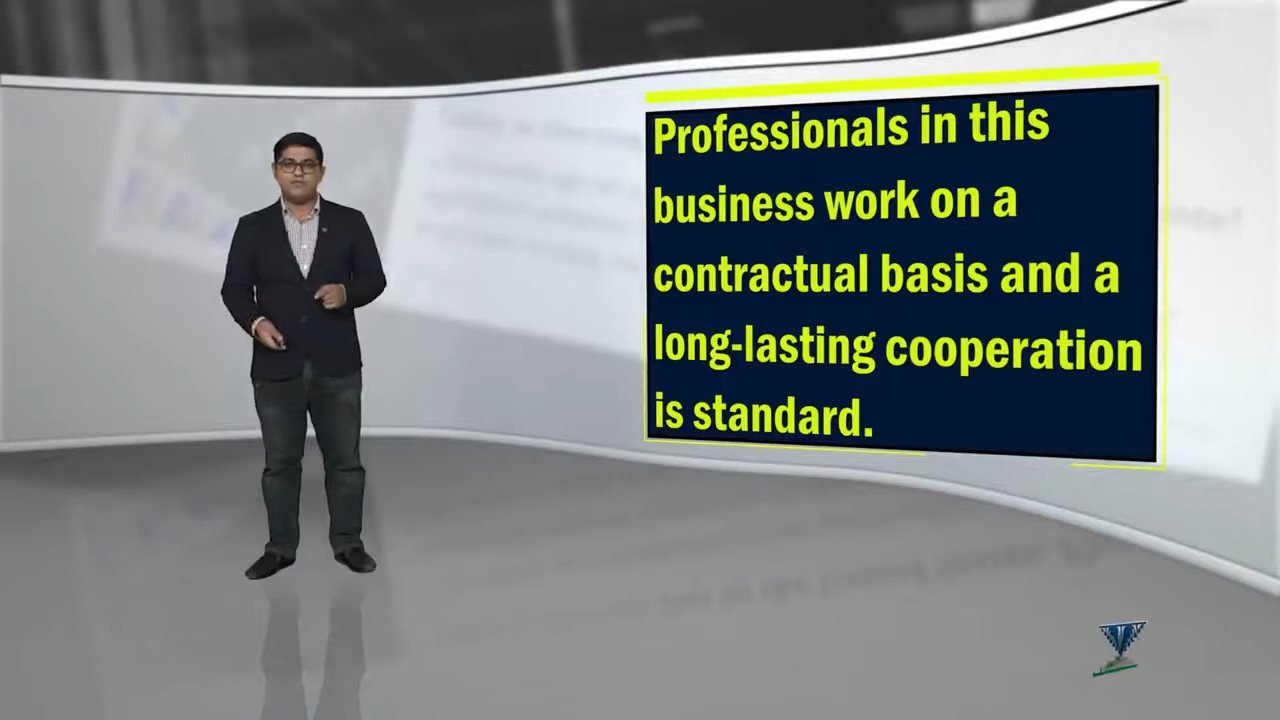 Professionals in this
business work on a
contractual basis and a
long-lasting cooperation
is standard.